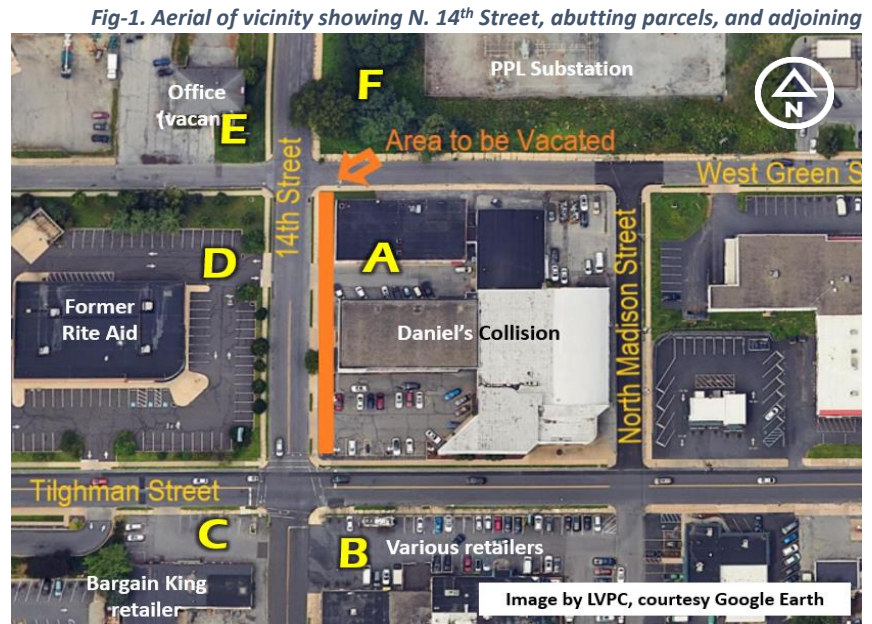 Fig-1. Aerial of vicinity showing N. 14th Street, abutting parcels, and adjoining
PPL Substation
Office
(vacan
E
F
N
Area to be Vacated
West Green S
14th Street
A
D
North Madison Street
Former
Rite Aid
Daniel's Collision
Tilghman Street
C
B
Various retailers
Bargain King
retailer
Image by LVPC, courtesy Google Earth